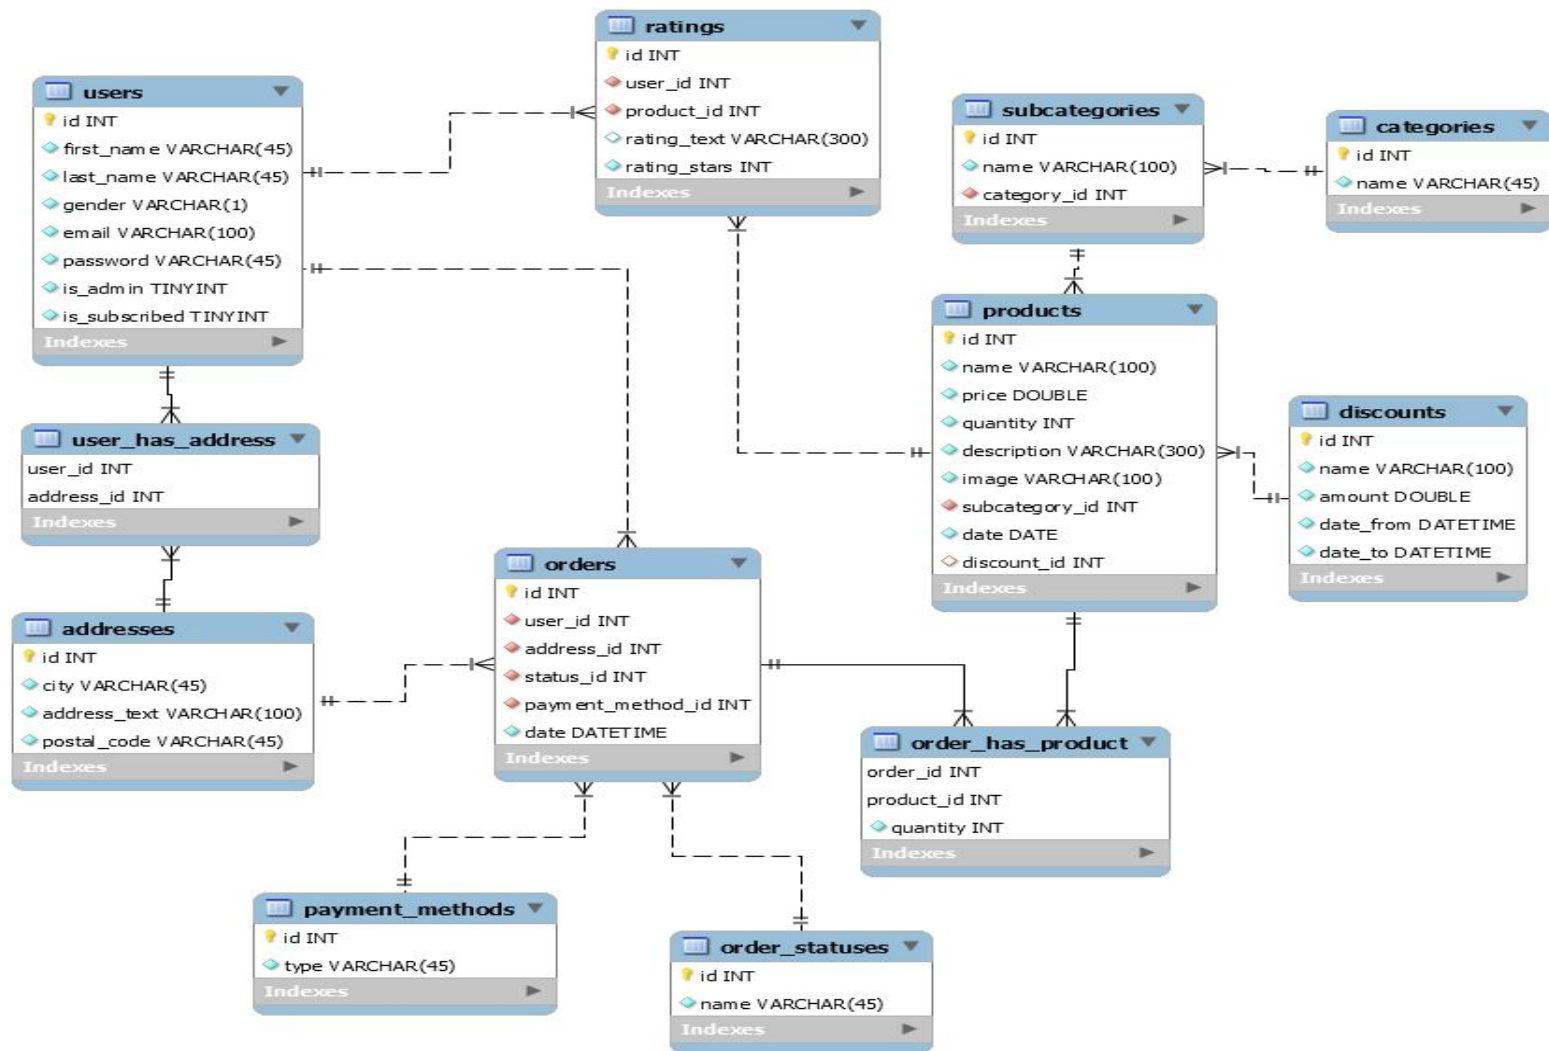 ratings
id INT
user_id INT
product_id INT
rating_text VARCHAR(300)
rating_stars INT
Indexes
users
id INT
first_name VARCHAR(45)
last_name VARCHAR(45)
gender VARCHAR(1)
email VARCHAR(100)
password VARCHAR(45)
is_admin TINYINT
is_subscribed TINYINT
Indexes
subcategories
id INT
name VARCHAR(100)
category_id INT
Indexes
categories
id INT
name VARCHAR(45)
Indexes
products
id INT
name VARCHAR(100)
price DOUBLE
quantity INT
description VARCHAR(300)
image VARCHAR(100)
subcategory_id INT
date DATE
discount_id INT
Indexes
discounts
id INT
name VARCHAR(100)
amount DOUBLE
date_from DATETIME
date_to DATETIME
Indexes
user_has_address
user_id INT
address_id INT
Indexes
orders
id INT
user_id INT
address_id INT
status_id INT
payment_method_id INT
date DATETIME
Indexes
addresses
id INT
city VARCHAR(45)
address_text VARCHAR(100)
postal_code VARCHAR(45)
Indexes
order_has_product
order_id INT
product_id INT
quantity INT
Indexes
payment_methods
id INT
type VARCHAR(45)
Indexes
order_statuses
id INT
name VARCHAR(45)
Indexes